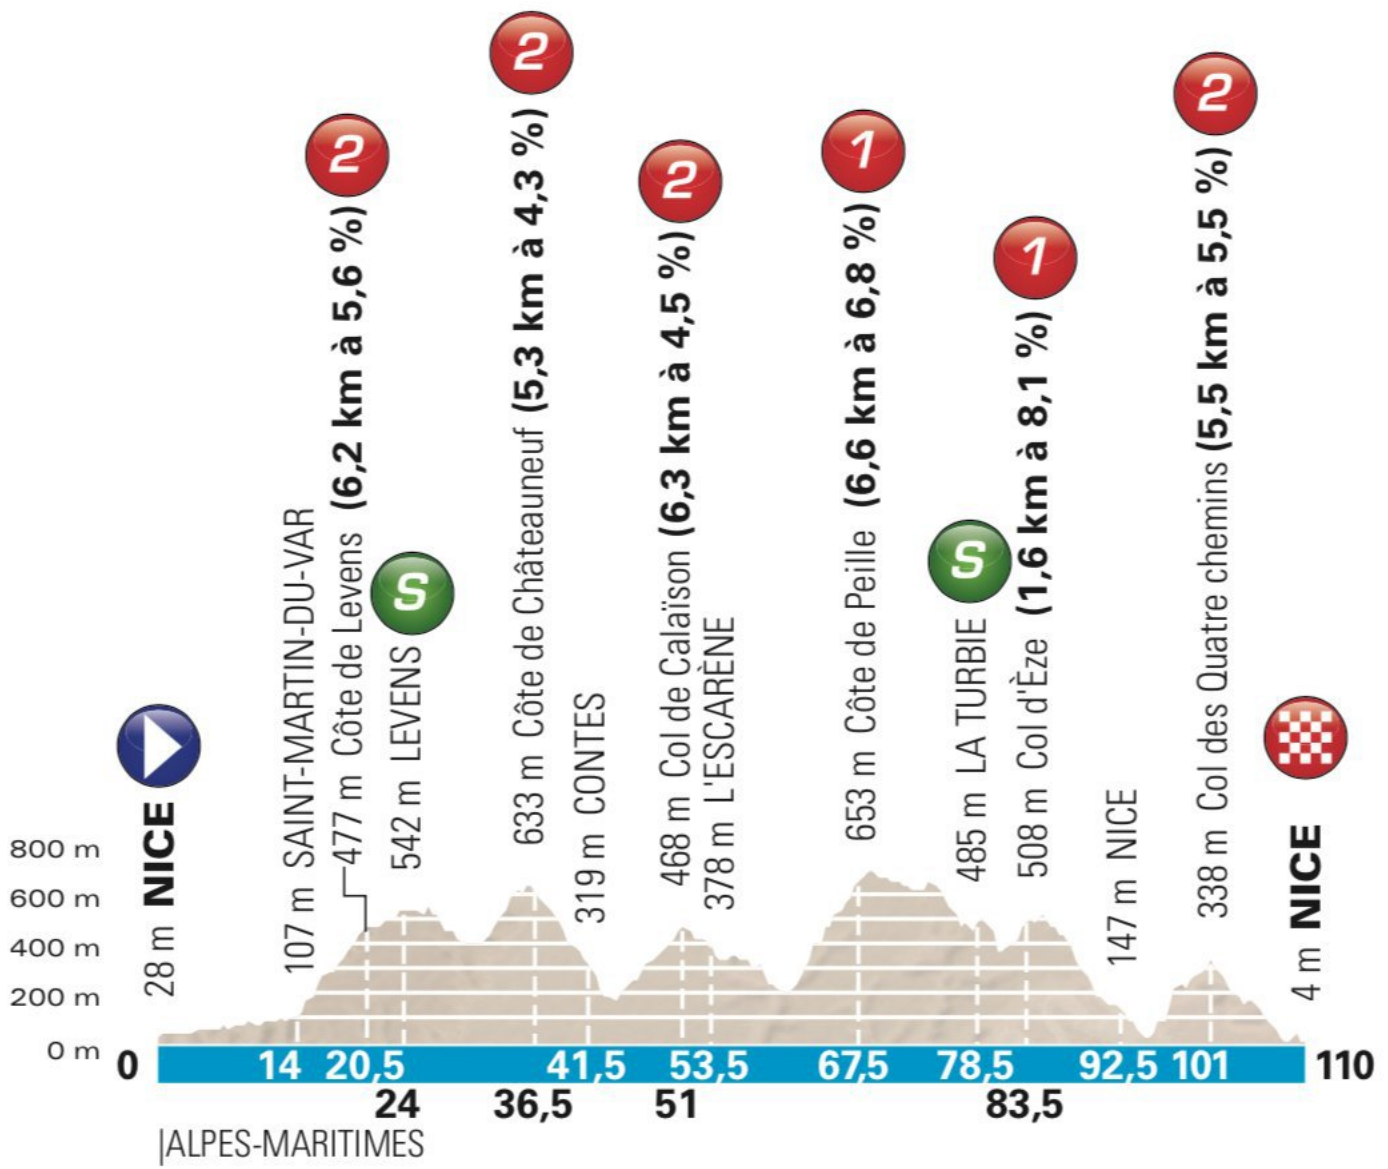 2
2
2
2
1
1
2
S
S
28 m NICE
107 m SAINT-MARTIN-DU-VAR
477 m Côte de Levens (6,2 km à 5,6 %)
542 m LEVENS
633 m Côte de Châteauneuf (5,3 km à 4,3 %)
319 m CONTES
468 m Col de Calaïson (6,3 km à 4,5 %)
378 m L'ESCARÈNE
653 m Côte de Peille (6,6 km à 6,8 %)
485 m LA TURBIE
508 m Col d'Èze (1,6 km à 8,1 %)
147 m NICE
338 m Col des Quatre chemins (5,5 km à 5,5 %)
4 m NICE
800 m
600 m
400 m
200 m
0 m
0 14 20,5 41,5 53,5 67,5 78,5 92,5 101 110
24 36,5 51 83,5
|ALPES-MARITIMES